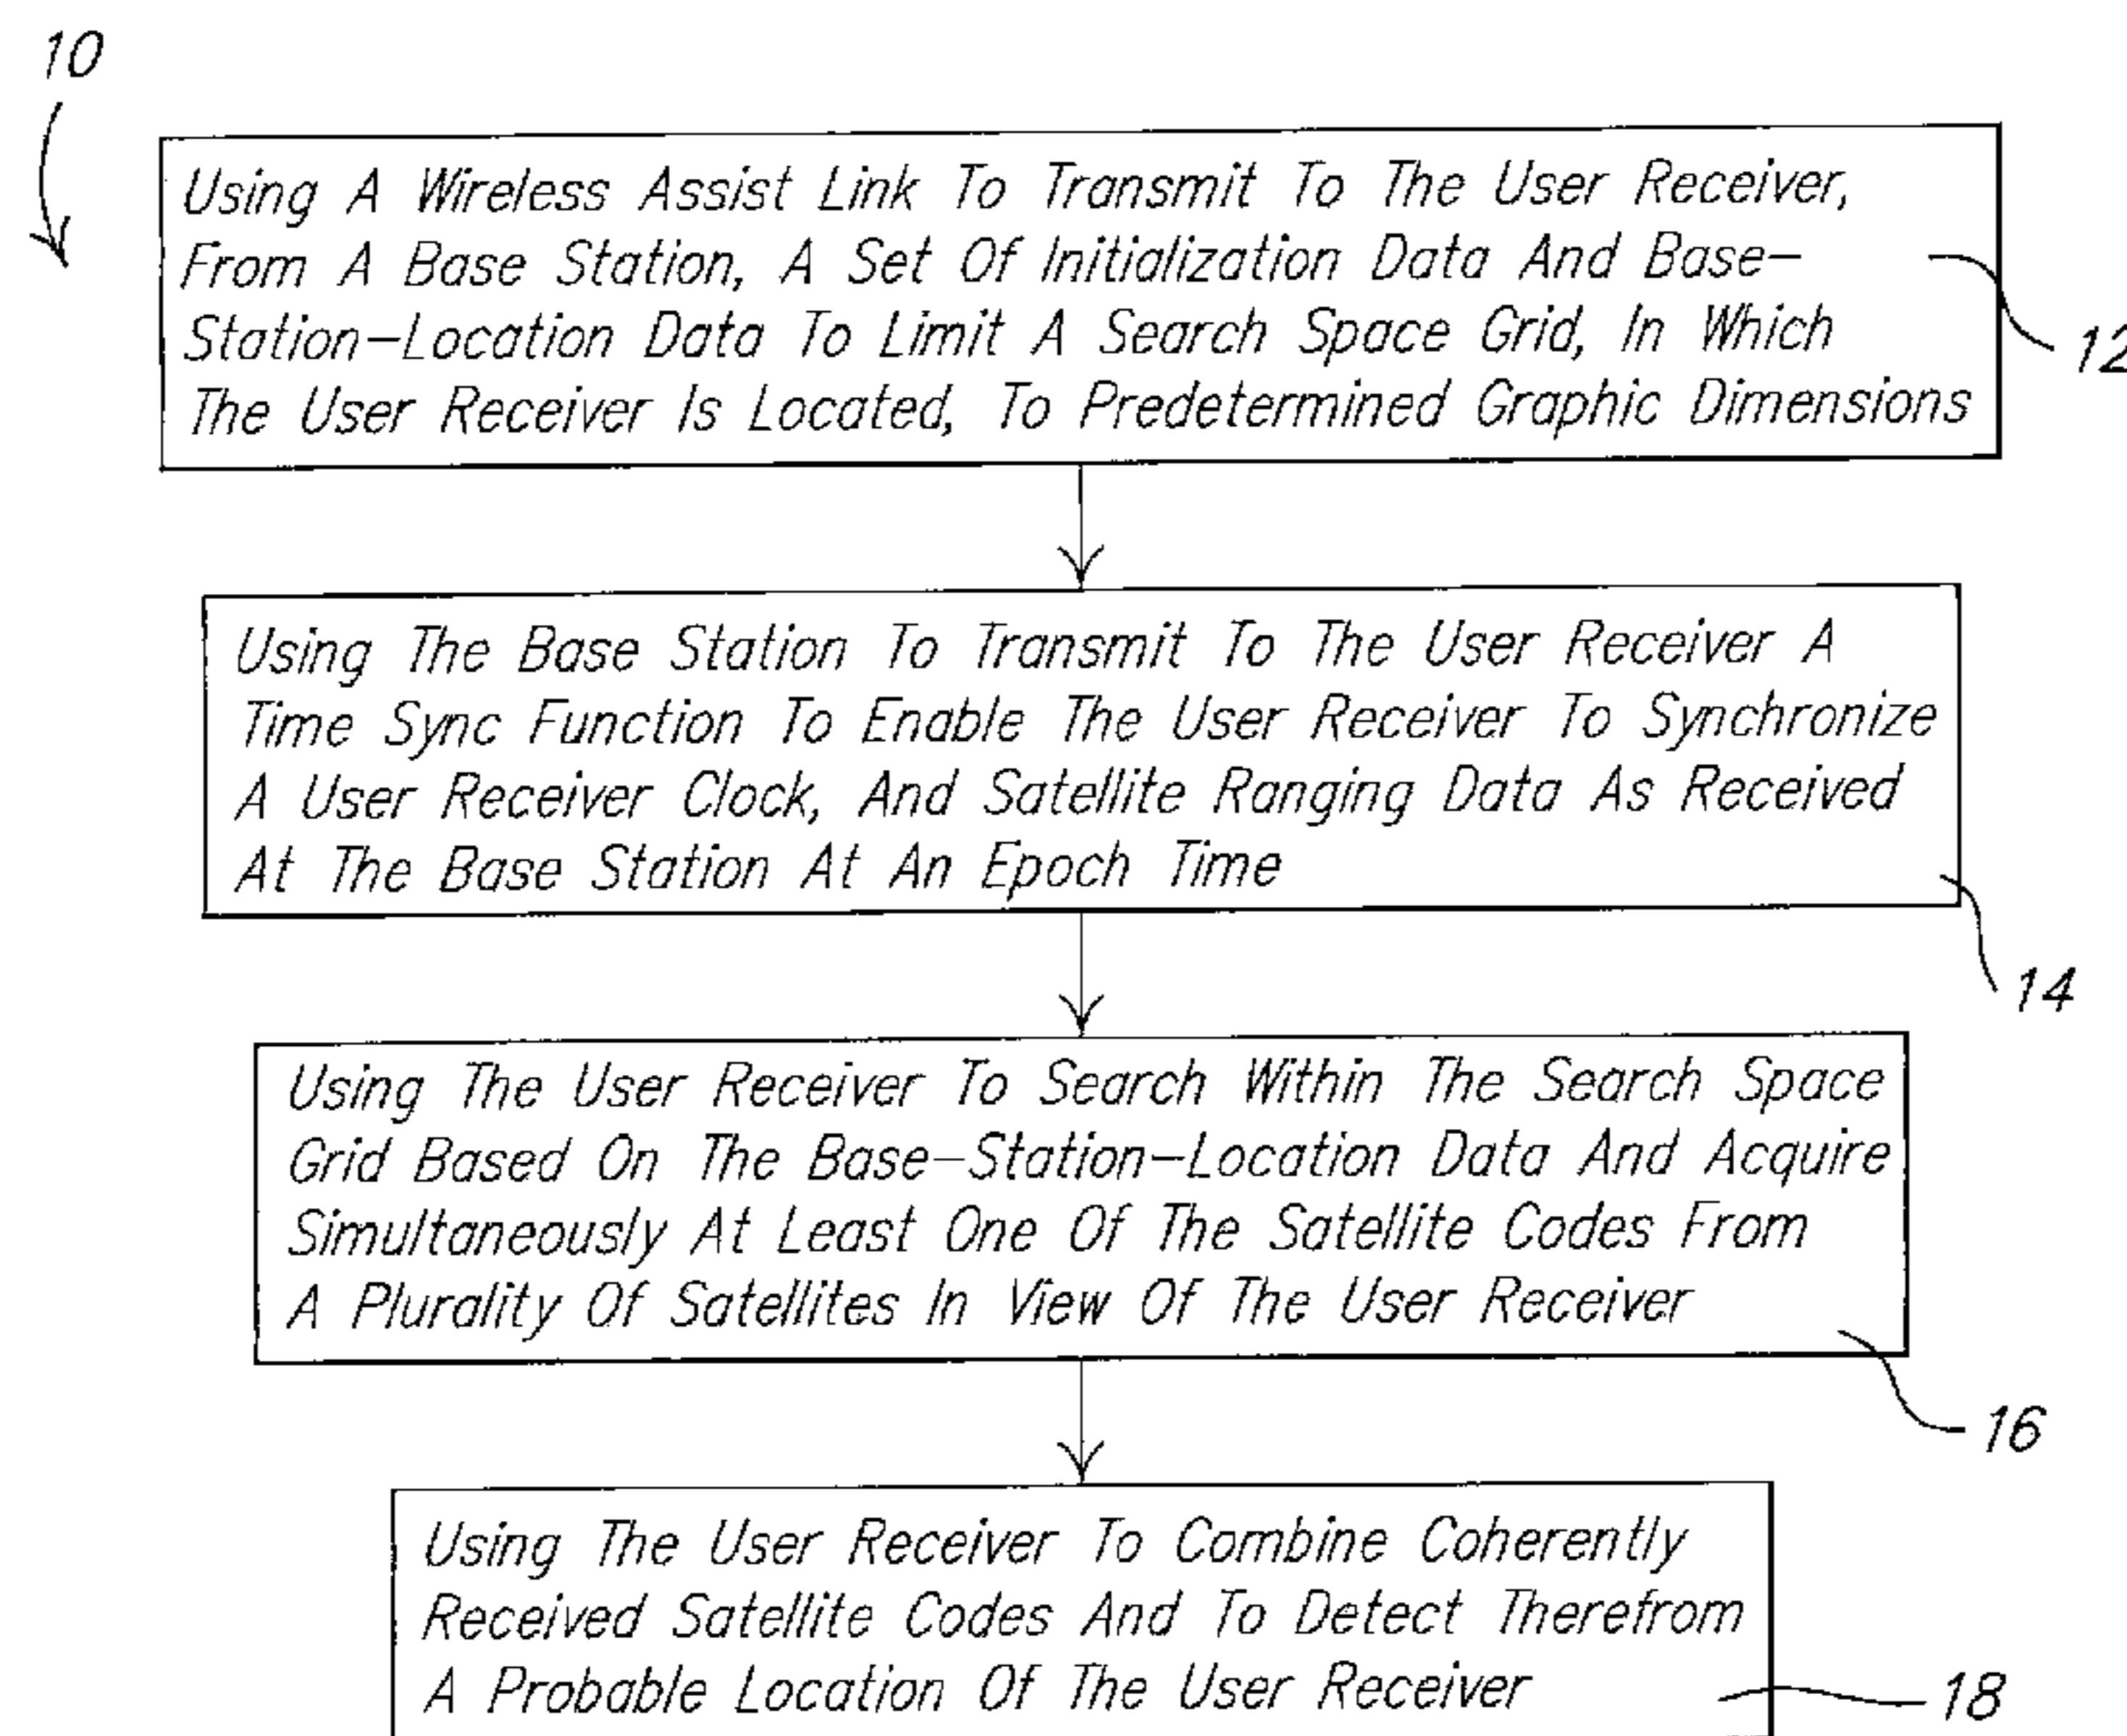 10
Using A Wireless Assist Link To Transmit To The User Receiver,
From A Base Station, A Set Of Initialization Data And Base-
Station-Location Data To Limit A Search Space Grid, In Which
The User Receiver Is Located, To Predetermined Graphic Dimensions
12
Using The Base Station To Transmit To The User Receiver A
Time Sync Function To Enable The User Receiver To Synchronize
A User Receiver Clock, And Satellite Ranging Data As Received
At The Base Station At An Epoch Time
14
Using The User Receiver To Search Within The Search Space
Grid Based On The Base-Station-Location Data And Acquire
Simultaneously At Least One Of The Satellite Codes From
A Plurality Of Satellites In View Of The User Receiver
16
Using The User Receiver To Combine Coherently
Received Satellite Codes And To Detect Therefrom
A Probable Location Of The User Receiver
18